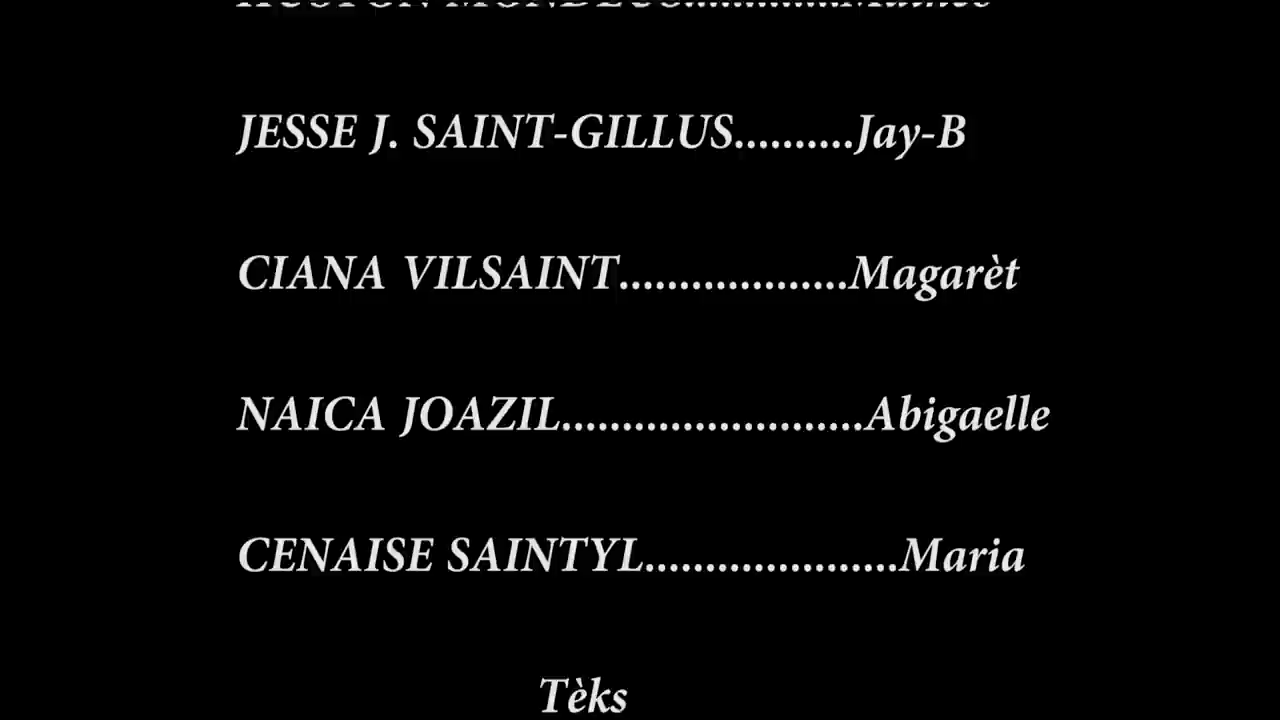 JESSE J. SAINT-GILLUS..........Jay-B
CIANA VILSAINT...................Magarèt
NAICA JOAZIL.........................Abigaelle
CENAISE SAINTYL.....................Maria
Tèks